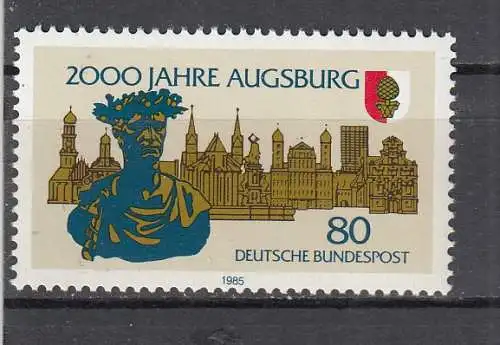 2000 JAHRE AUGSBURG
80
DEUTSCHE BUNDESPOST
1985